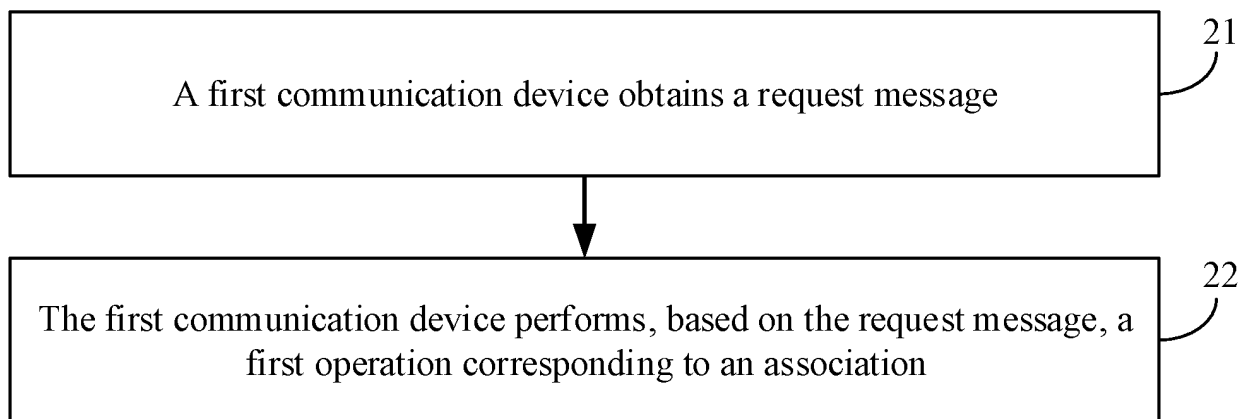 21
A first communication device obtains a request message
22
The first communication device performs, based on the request message, a
first operation corresponding to an association